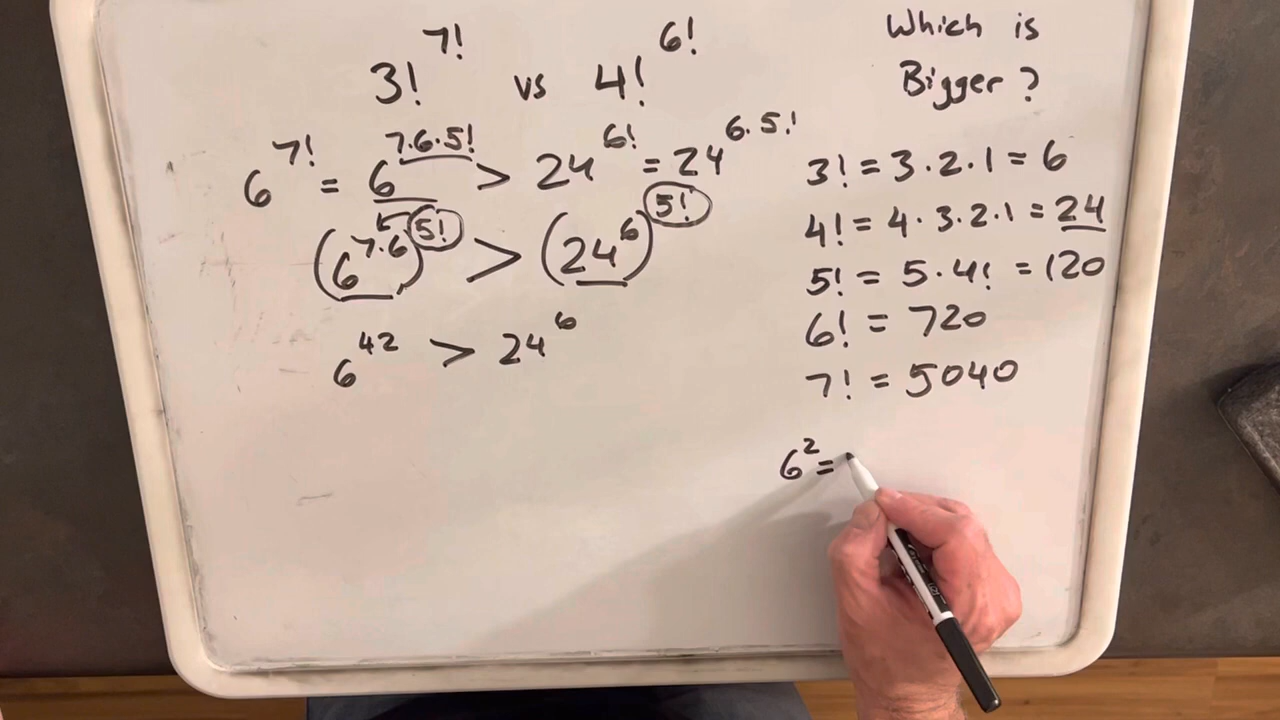 3!^7! vs 4!^6!
Which is
Bigger ?
6^7! = 6^7·6·5! > 24^6! = 24^6·5!
(6^7·6)^5! > (24^6)^5!
6^42 > 24^6
3! = 3·2·1 = 6
4! = 4·3·2·1 = 24
5! = 5·4! = 120
6! = 720
7! = 5040
6^2 =